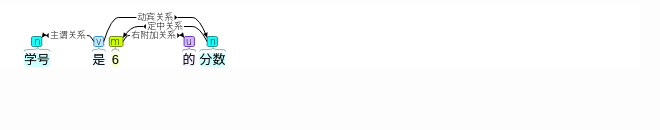 动宾关系
定中关系
主谓关系 右附加关系
n v m u n
学号 是 6 的 分数